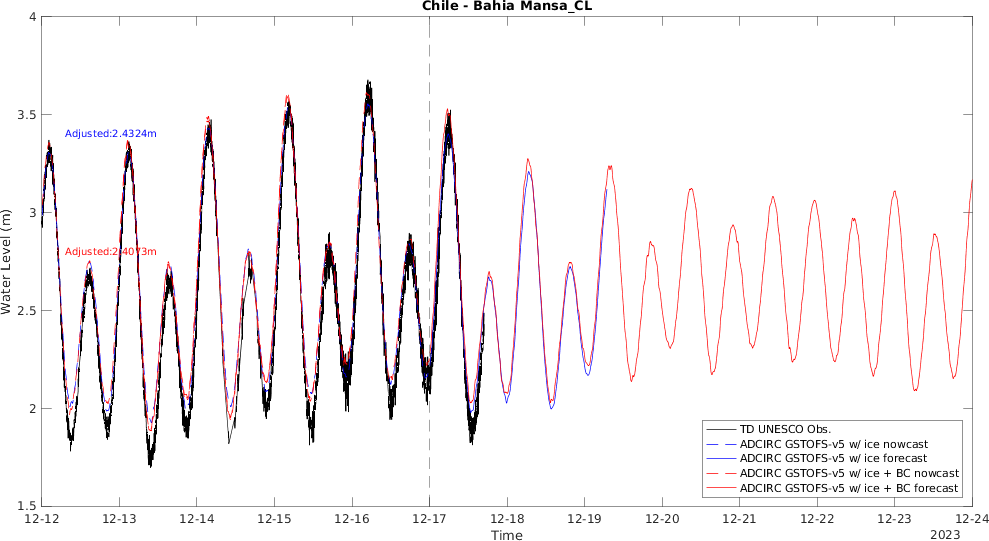 Chile - Bahia Mansa_CL
4
3.5
3
2.5
2
1.5
Water Level (m)
Adjusted:2.4324m
Adjusted:2.4073m
TD UNESCO Obs.
ADCIRC GSTOFS-v5 w/ ice nowcast
ADCIRC GSTOFS-v5 w/ ice forecast
ADCIRC GSTOFS-v5 w/ ice + BC nowcast
ADCIRC GSTOFS-v5 w/ ice + BC forecast
12-12 12-13 12-14 12-15 12-16 12-17 12-18 12-19 12-20 12-21 12-22 12-23 12-24
Time
2023